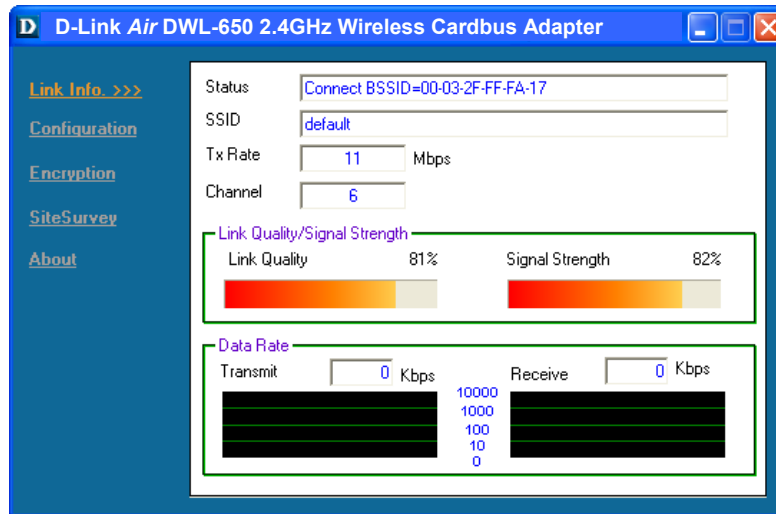 D D-Link Air DWL-650 2.4GHz Wireless Cardbus Adapter
Link Info. >>>
Configuration
Encryption
SiteSurvey
About
Status Connect BSSID=00-03-2F-FF-FA-17
SSID default
Tx Rate 11 Mbps
Channel 6
Link Quality/Signal Strength
Link Quality 81% Signal Strength 82%
Data Rate
Transmit 0 Kbps Receive 0 Kbps
10000
1000
100
10
0